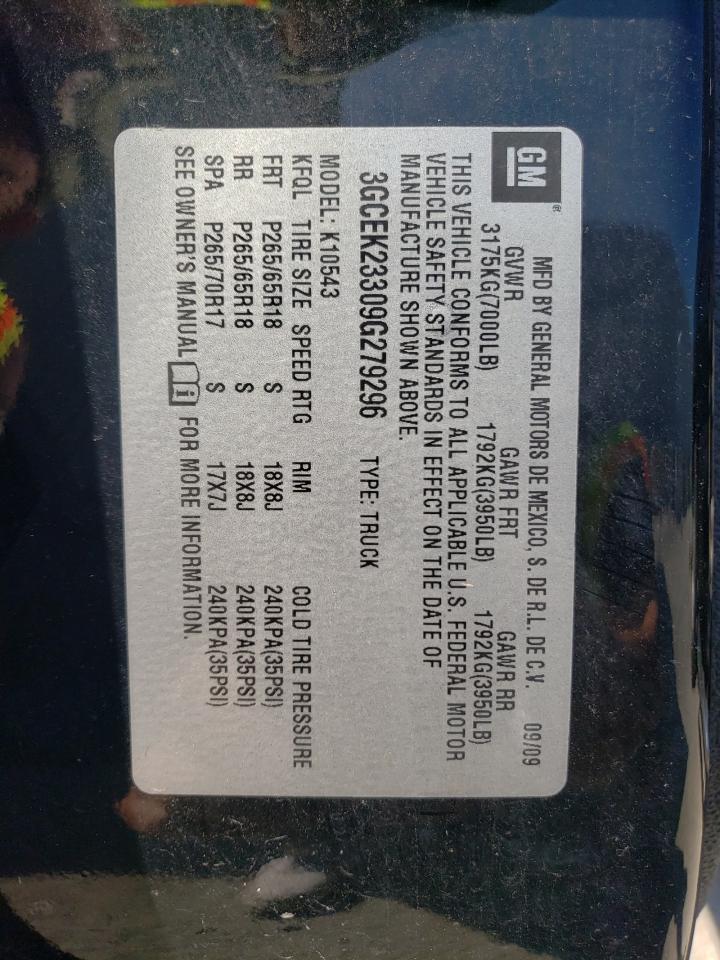 GM®
MFD BY GENERAL MOTORS DE MEXICO, S. DE R.L. DE C.V. 09/09
GVWR GAWR FRT GAWR RR
3175KG(7000LB) 1792KG(3950LB) 1792KG(3950LB)
THIS VEHICLE CONFORMS TO ALL APPLICABLE U.S. FEDERAL MOTOR
VEHICLE SAFETY STANDARDS IN EFFECT ON THE DATE OF
MANUFACTURE SHOWN ABOVE.
3GCEK23309G279296 TYPE: TRUCK
MODEL: K10543
KFQL TIRE SIZE SPEED RTG RIM COLD TIRE PRESSURE
FRT P265/65R18 S 18X8J 240KPA(35PSI)
RR P265/65R18 S 18X8J 240KPA(35PSI)
SPA P265/70R17 S 17X7J 240KPA(35PSI)
SEE OWNER'S MANUAL FOR MORE INFORMATION.